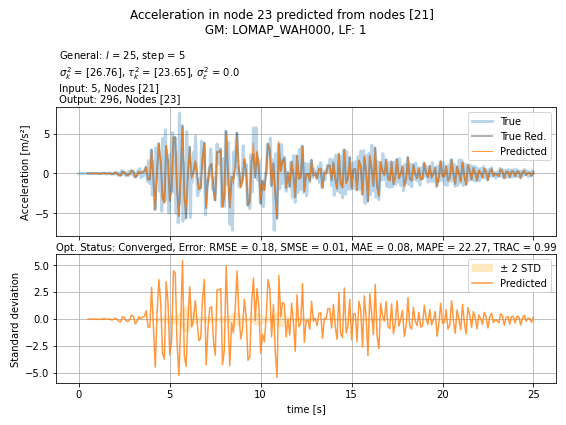 Acceleration in node 23 predicted from nodes [21]
GM: LOMAP_WAH000, LF: 1
General: l = 25, step = 5
σ_k^2 = [26.76], τ_k^2 = [23.65], σ_ε^2 = 0.0
Input: 5, Nodes [21]
Output: 296, Nodes [23]
True
True Red.
Predicted
Acceleration [m/s²]
5
0
−5
Opt. Status: Converged, Error: RMSE = 0.18, SMSE = 0.01, MAE = 0.08, MAPE = 22.27, TRAC = 0.99
± 2 STD
Predicted
Standard deviation
5.0
2.5
0.0
−2.5
−5.0
0 5 10 15 20 25
time [s]